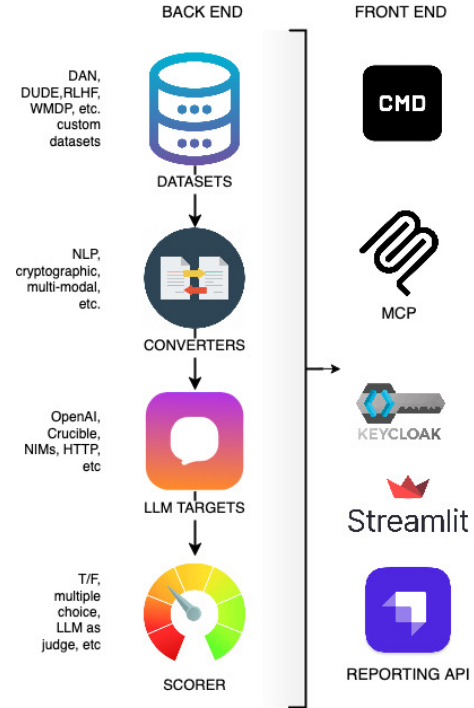 BACK END
FRONT END
DAN,
DUDE,RLHF,
WMDP, etc.
custom
datasets
DATASETS
CMD
NLP,
cryptographic,
multi-modal,
etc.
CONVERTERS
MCP
OpenAI,
Crucible,
NIMs, HTTP,
etc
LLM TARGETS
KEYCLOAK
Streamlit
T/F,
multiple
choice,
LLM as
judge, etc
SCORER
REPORTING API